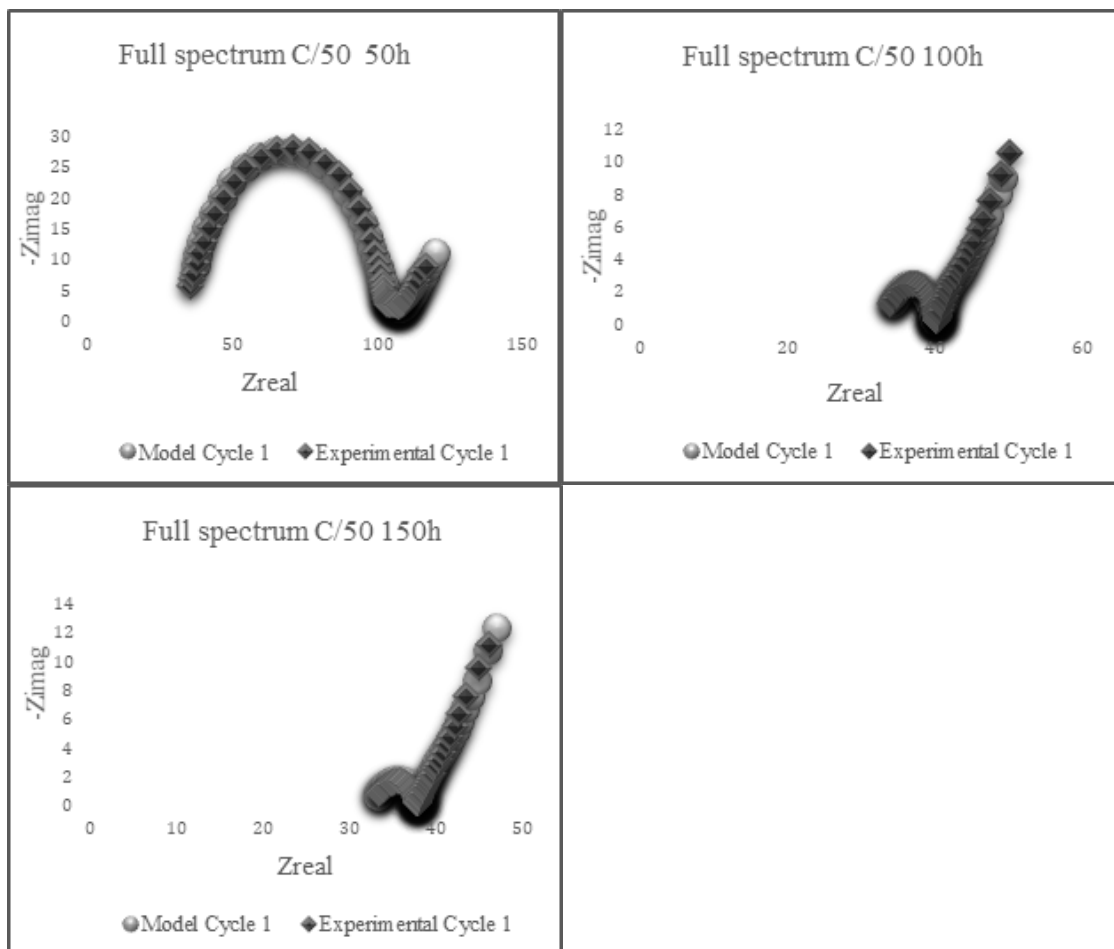 Full spectrum C/50 50h
30
25
20
15
10
5
0
-Zimag
0 50 100 150
Zreal
Model Cycle 1 Experimental Cycle 1
Full spectrum C/50 100h
12
10
8
6
4
2
0
-Zimag
0 20 40 60
Zreal
Model Cycle 1 Experimental Cycle 1
Full spectrum C/50 150h
14
12
10
8
6
4
2
0
-Zimag
0 10 20 30 40 50
Zreal
Model Cycle 1 Experimental Cycle 1